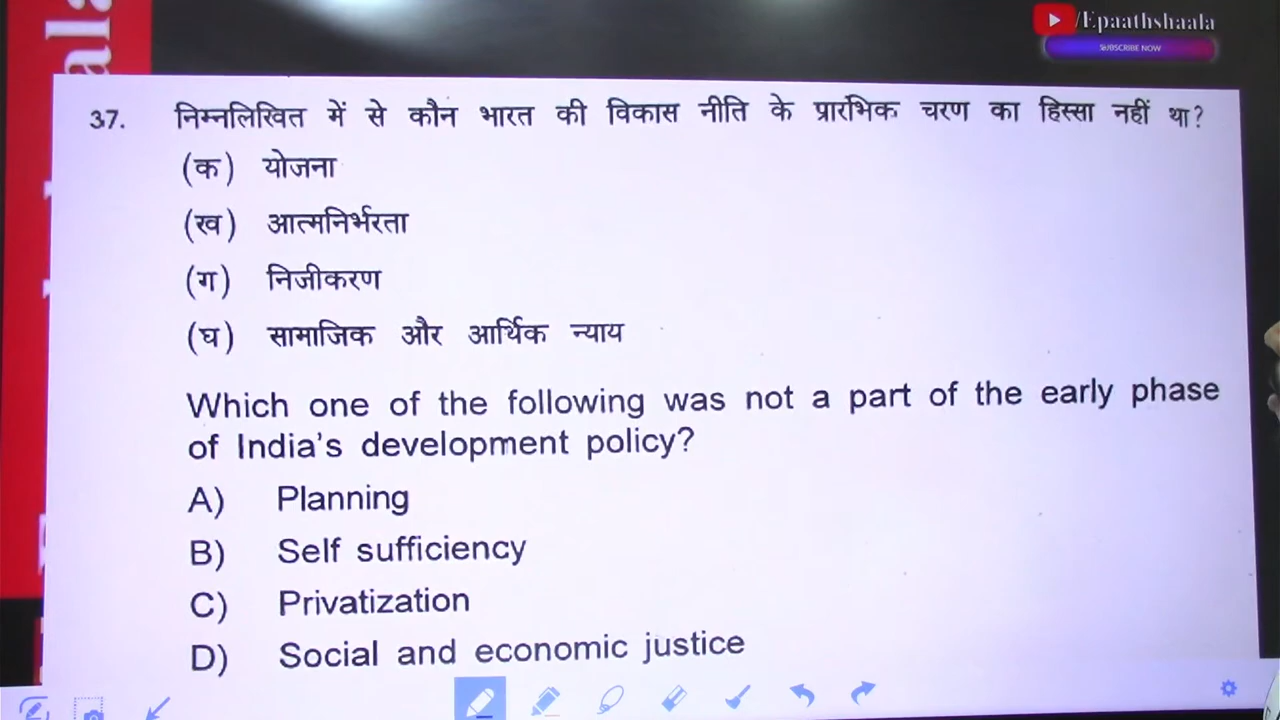 /Epaathshaala
SUBSCRIBE NOW
ala
37. निम्नलिखित में से कौन भारत की विकास नीति के प्रारंभिक चरण का हिस्सा नहीं था?
(क) योजना
(ख) आत्मनिर्भरता
(ग) निजीकरण
(घ) सामाजिक और आर्थिक न्याय
Which one of the following was not a part of the early phase
of India's development policy?
A) Planning
B) Self sufficiency
C) Privatization
D) Social and economic justice